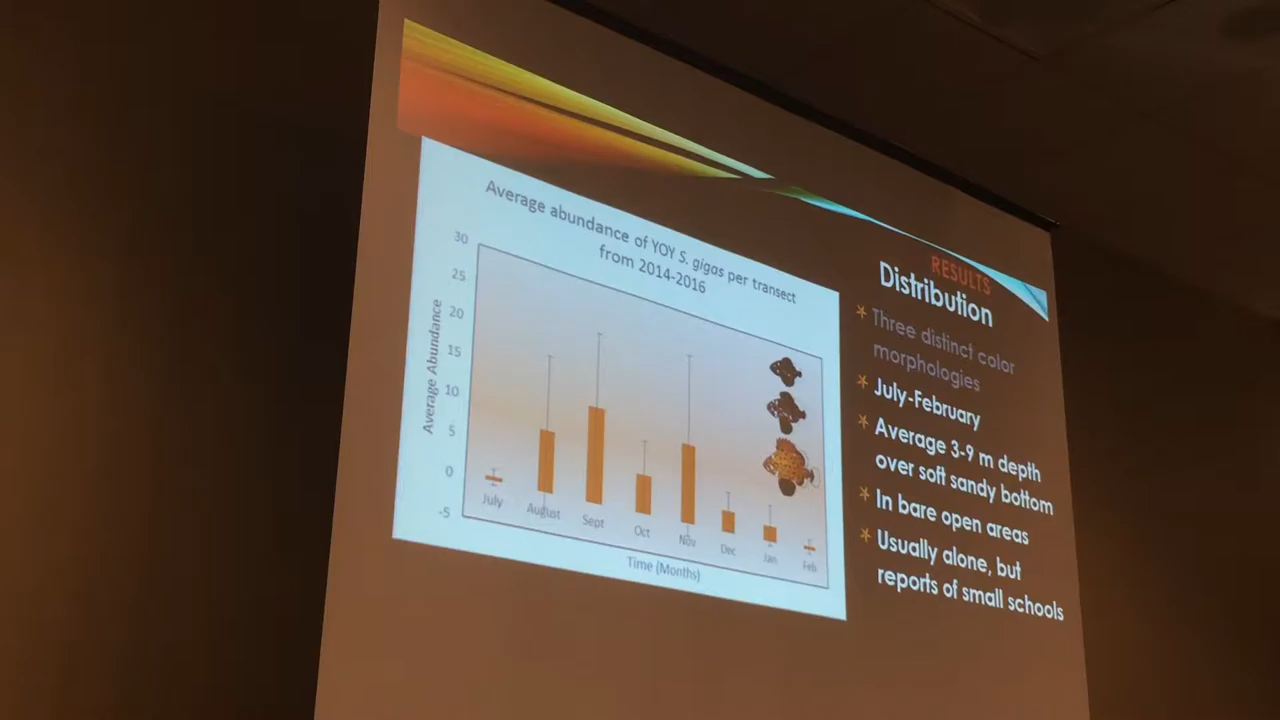 Average abundance of YOY S. gigas per transect
from 2014-2016
30
25
20
15
10
5
0
-5
Average Abundance
July
August
Sept
Oct
Nov
Dec
Jan
Feb
Time (Months)
RESULTS
Distribution
Three distinct color
morphologies
July-February
Average 3-9 m depth
over soft sandy bottom
In bare open areas
Usually alone, but
reports of small schools